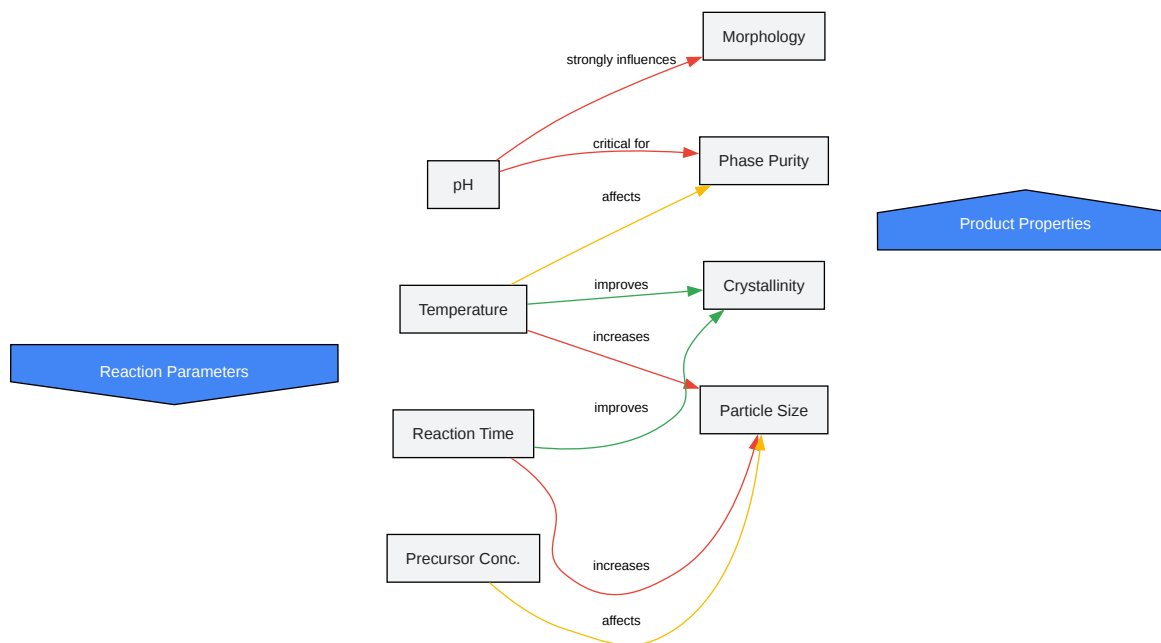 Morphology
strongly influences
critical for
Phase Purity
pH
affects
Product Properties
improves
Crystallinity
Temperature
increases
Reaction Parameters
improves
Particle Size
Reaction Time
Precursor Conc.
increases
affects